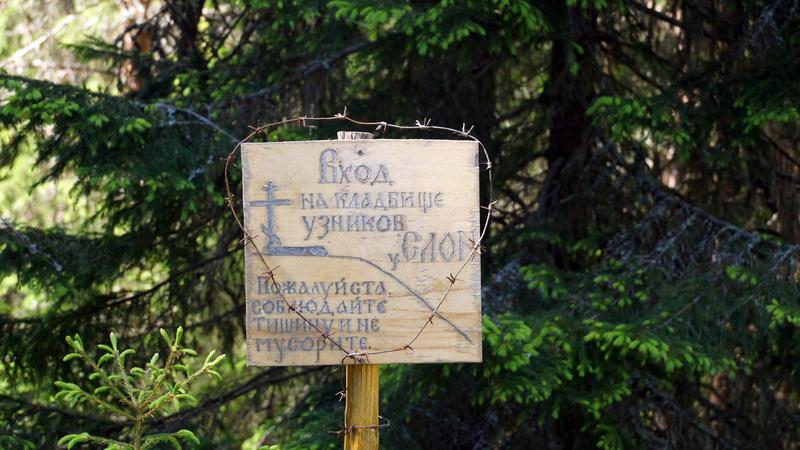 Вход
на кладбище
узников
у СЛОН
Пожалуйста,
соблюдайте
тишину и не
мусорите.